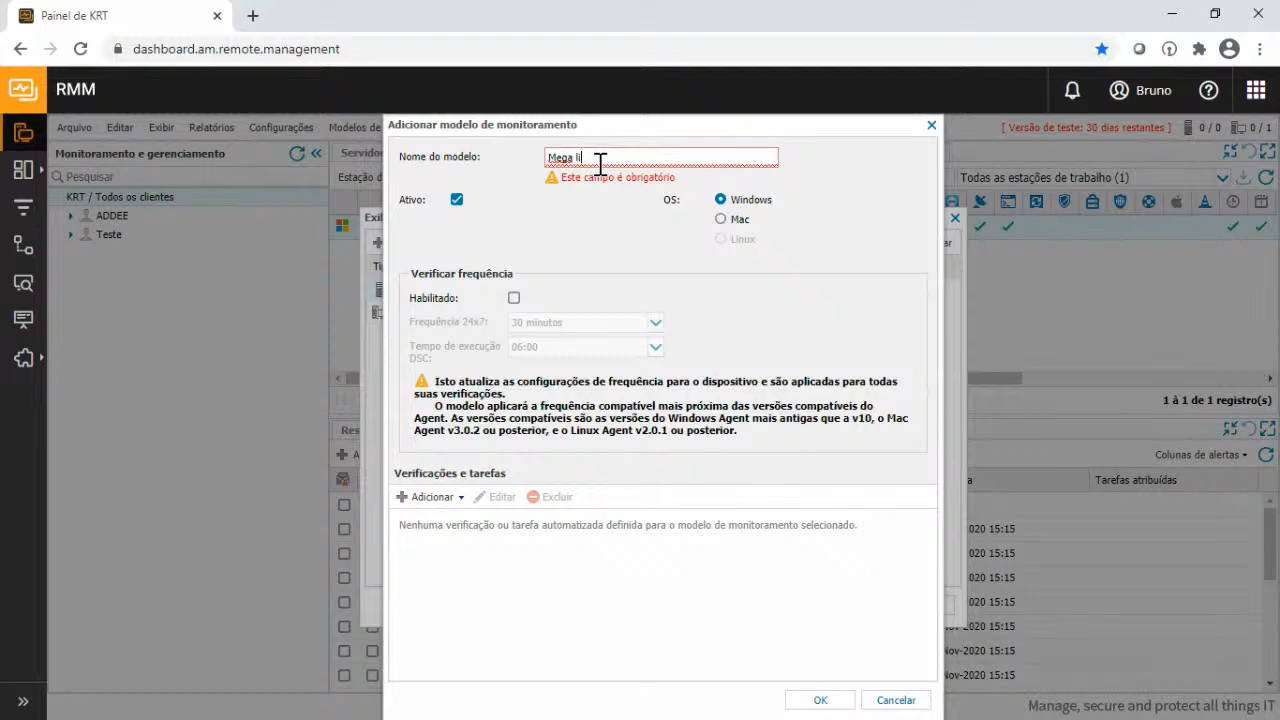 Painel de KRT
dashboard.am.remote.management
RMM
Bruno
Arquivo Editar Exibir Relatórios Configurações Modelos de
[ Versão de teste: 30 dias restantes ] 0 / 0 0 / 1
Monitoramento e gerenciamento
Pesquisar
KRT / Todos os clientes
ADDEE
Teste
Servido
Estação d
Todas as estações de trabalho (1)
Exil
ar
Tip
1 à 1 de 1 registro(s)
Res
A
Colunas de alertas
a Tarefas atribuídas
2020 15:15
Nov-2020 15:15
Nov-2020 15:15
Nov-2020 15:15
Nov-2020 15:15
Nov-2020 15:15
Nov-2020 15:15
Adicionar modelo de monitoramento
Nome do modelo: Mega li
Este campo é obrigatório
Ativo: OS: Windows
Mac
Linux
Verificar frequência
Habilitado:
Frequência 24x7: 30 minutos
Tempo de execução DSC: 06:00
Isto atualiza as configurações de frequência para o dispositivo e são aplicadas para todas
suas verificações.
O modelo aplicará a frequência compatível mais próxima das versões compatíveis do
Agent. As versões compatíveis são as versões do Windows Agent mais antigas que a v10, o Mac
Agent v3.0.2 ou posterior, e o Linux Agent v2.0.1 ou posterior.
Verificações e tarefas
Adicionar Editar Excluir
Nenhuma verificação ou tarefa automatizada definida para o modelo de monitoramento selecionado.
OK Cancelar
Manage, secure and protect all things IT